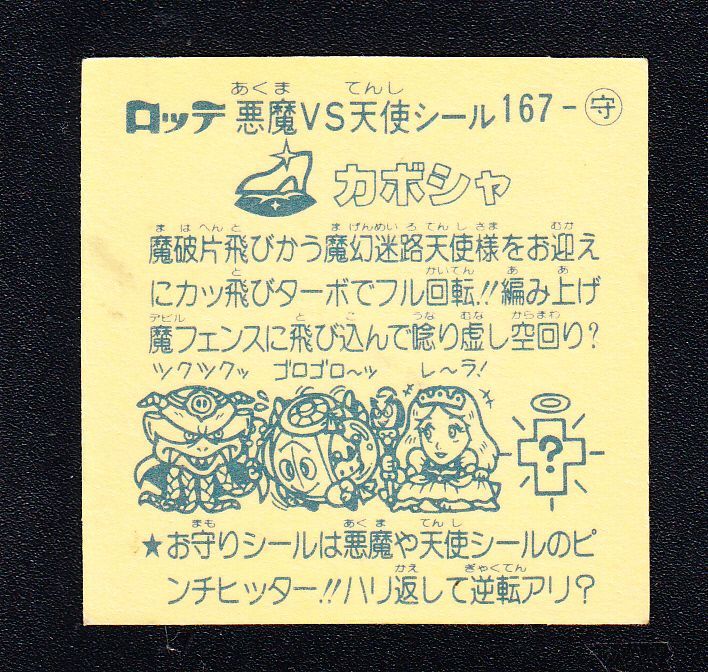 あくま てんし
ロッテ 悪魔VS天使シール 167-守
カボシャ
ま はへんと ま げんめいろ てんしさま むか
魔破片飛びかう魔幻迷路天使様をお迎え
と かいてん あ あ
にカッ飛びターボでフル回転!!編み上げ
デビル と こ うな むな からまわ
魔フェンスに飛び込んで唸り虚し空回り?
ツクツクッ ゴロゴロ〜ッ レ〜ラ!
?
まも あくま てんし
★お守りシールは悪魔や天使シールのピ
かえ ぎゃくてん
ンチヒッター!!ハリ返して逆転アリ?